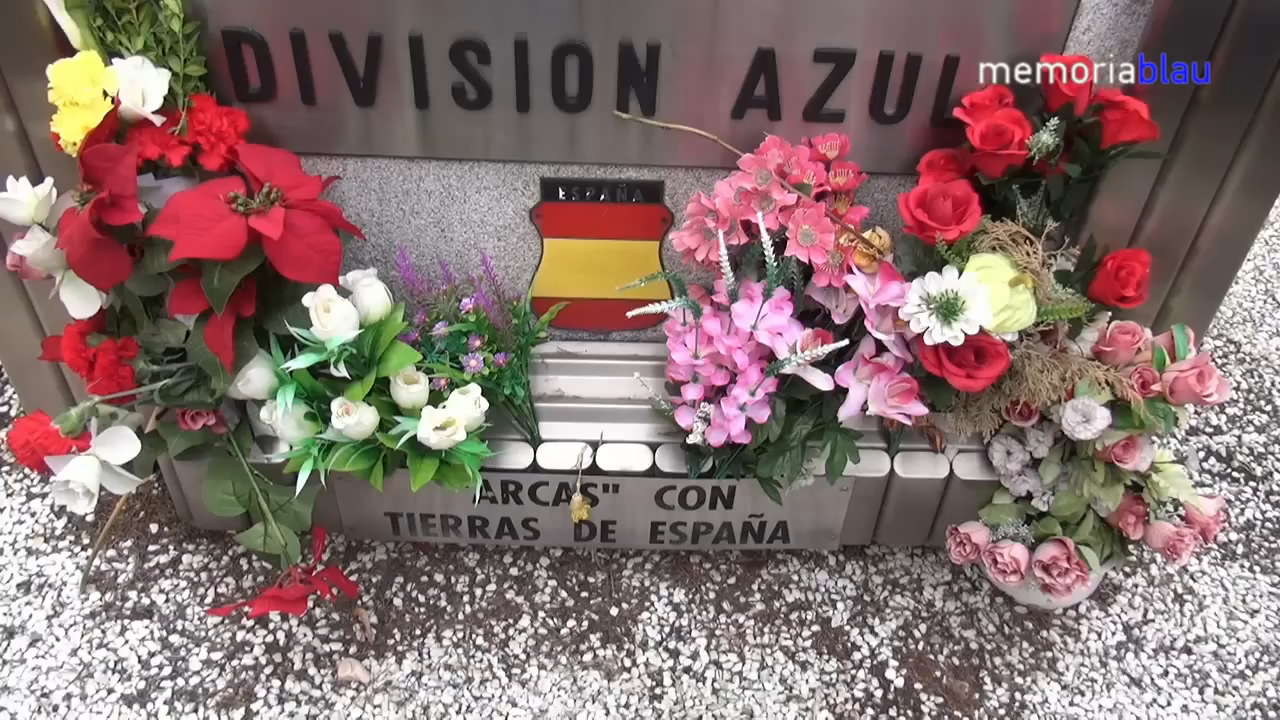 DIVISION AZUL
memoriablau
ESPAÑA
"ARCAS" CON
TIERRAS DE ESPAÑA